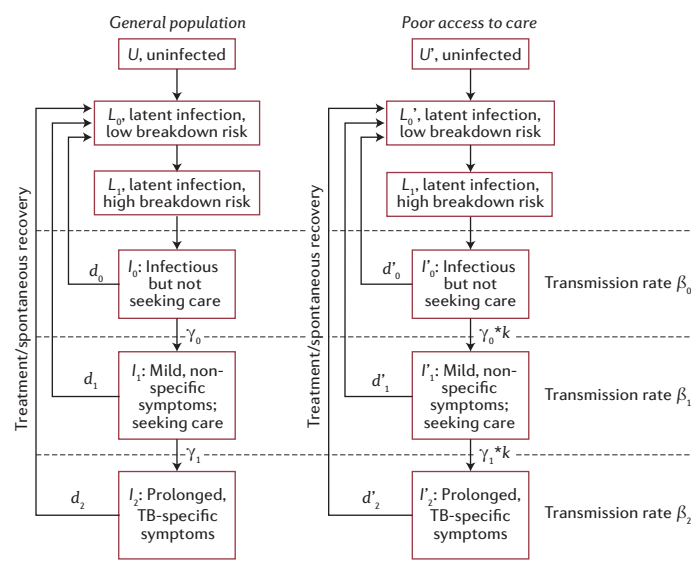 General population
Poor access to care
U, uninfected
U', uninfected
L₀, latent infection,
low breakdown risk
L₀', latent infection,
low breakdown risk
L₁, latent infection,
high breakdown risk
L₁, latent infection,
high breakdown risk
Treatment/spontaneous recovery
Treatment/spontaneous recovery
d₀
I₀: Infectious
but not
seeking care
d'₀
I'₀: Infectious
but not
seeking care
Transmission rate β₀
γ₀
γ₀*k
d₁
I₁: Mild, non-
specific
symptoms;
seeking care
d'₁
I'₁: Mild, non-
specific
symptoms;
seeking care
Transmission rate β₁
γ₁
γ₁*k
d₂
I₂: Prolonged,
TB-specific
symptoms
d'₂
I'₂: Prolonged,
TB-specific
symptoms
Transmission rate β₂